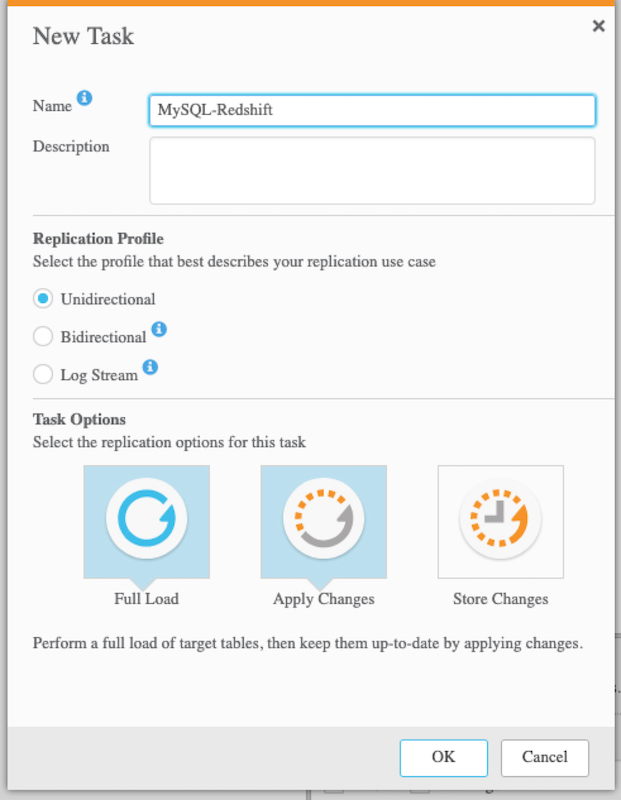 New Task
Name
MySQL-Redshift
Description
Replication Profile
Select the profile that best describes your replication use case
Unidirectional
Bidirectional
Log Stream
Task Options
Select the replication options for this task
Full Load
Apply Changes
Store Changes
Perform a full load of target tables, then keep them up-to-date by applying changes.
OK
Cancel